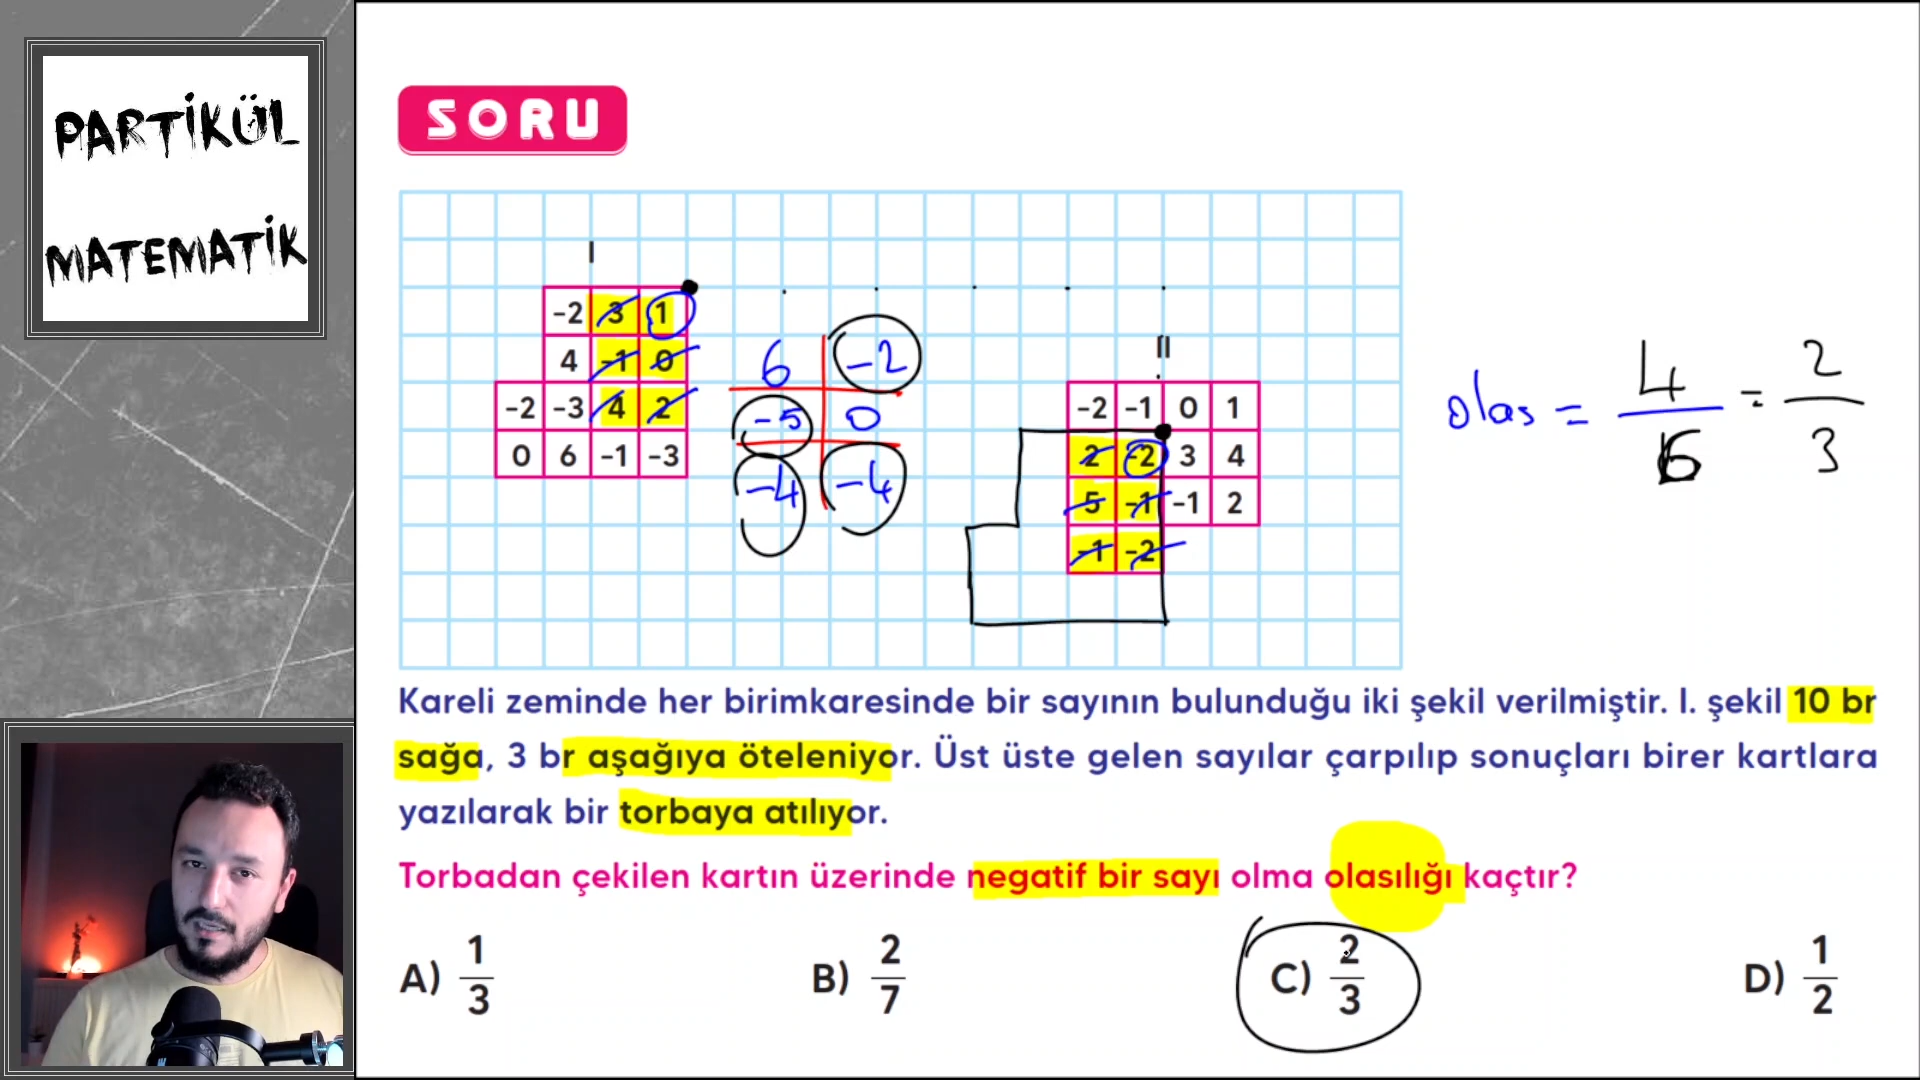 PARTİKÜL
MATEMATİK
SORU
I
-2 3 1
4 -1 0
-2 -3 4 2
0 6 -1 -3
6 -2
-5 0
-4 -4
II
-2 -1 0 1
2 -2 3 4
5 -1 -1 2
-1 -2
olas = 4/6 = 2/3
Kareli zeminde her birimkaresinde bir sayının bulunduğu iki şekil verilmiştir. I. şekil 10 br
sağa, 3 br aşağıya öteleniyor. Üst üste gelen sayılar çarpılıp sonuçları birer kartlara
yazılarak bir torbaya atılıyor.
Torbadan çekilen kartın üzerinde negatif bir sayı olma olasılığı kaçtır?
A) 1/3 B) 2/7 C) 2/3 D) 1/2